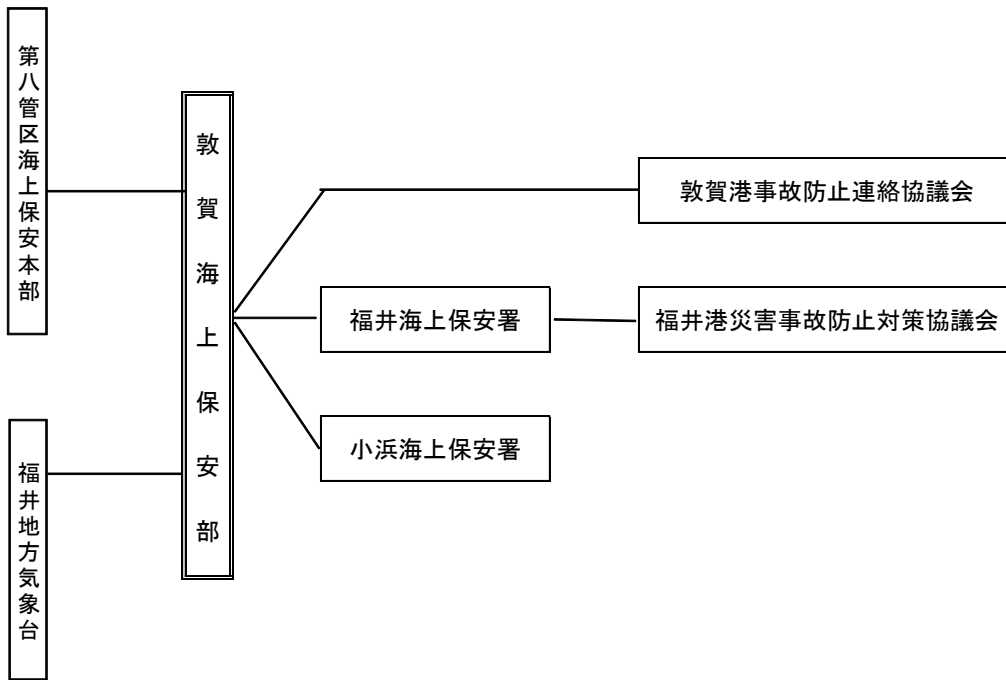 第八管区海上保安本部
福井地方気象台
敦賀海上保安部
敦賀港事故防止連絡協議会
福井海上保安署
福井港災害事故防止対策協議会
小浜海上保安署